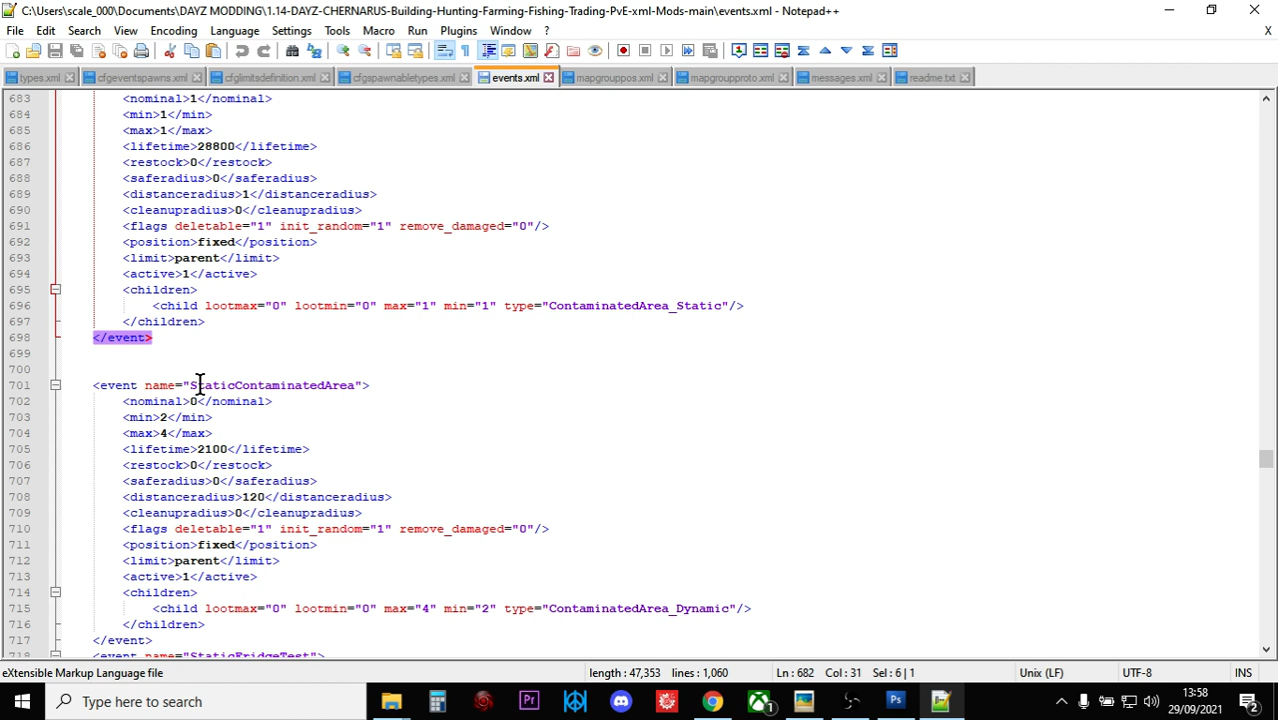 C:\Users\scale_000\Documents\DAYZ MODDING\1.14-DAYZ-CHERNARUS-Building-Hunting-Farming-Fishing-Trading-PvE-xml-Mods-main\events.xml - Notepad++
File Edit Search View Encoding Language Settings Tools Macro Run Plugins Window ? X
types.xml cfgeventspawns.xml cfglimitsdefinition.xml cfgspawnabletypes.xml events.xml mapgrouppos.xml mapgroupproto.xml messages.xml readme.txt
683 <nominal>1</nominal>
684 <min>1</min>
685 <max>1</max>
686 <lifetime>28800</lifetime>
687 <restock>0</restock>
688 <saferadius>0</saferadius>
689 <distanceradius>1</distanceradius>
690 <cleanupradius>0</cleanupradius>
691 <flags deletable="1" init_random="1" remove_damaged="0"/>
692 <position>fixed</position>
693 <limit>parent</limit>
694 <active>1</active>
695 <children>
696 <child lootmax="0" lootmin="0" max="1" min="1" type="ContaminatedArea_Static"/>
697 </children>
698 </event>
699
700
701 <event name="StaticContaminatedArea">
702 <nominal>0</nominal>
703 <min>2</min>
704 <max>4</max>
705 <lifetime>2100</lifetime>
706 <restock>0</restock>
707 <saferadius>0</saferadius>
708 <distanceradius>120</distanceradius>
709 <cleanupradius>0</cleanupradius>
710 <flags deletable="1" init_random="1" remove_damaged="0"/>
711 <position>fixed</position>
712 <limit>parent</limit>
713 <active>1</active>
714 <children>
715 <child lootmax="0" lootmin="0" max="4" min="2" type="ContaminatedArea_Dynamic"/>
716 </children>
717 </event>
718 <event name="StaticFridgeTest">
eXtensible Markup Language file length : 47,353 lines : 1,060 Ln : 682 Col : 31 Sel : 6 | 1 Unix (LF) UTF-8 INS
Type here to search
13:58
29/09/2021